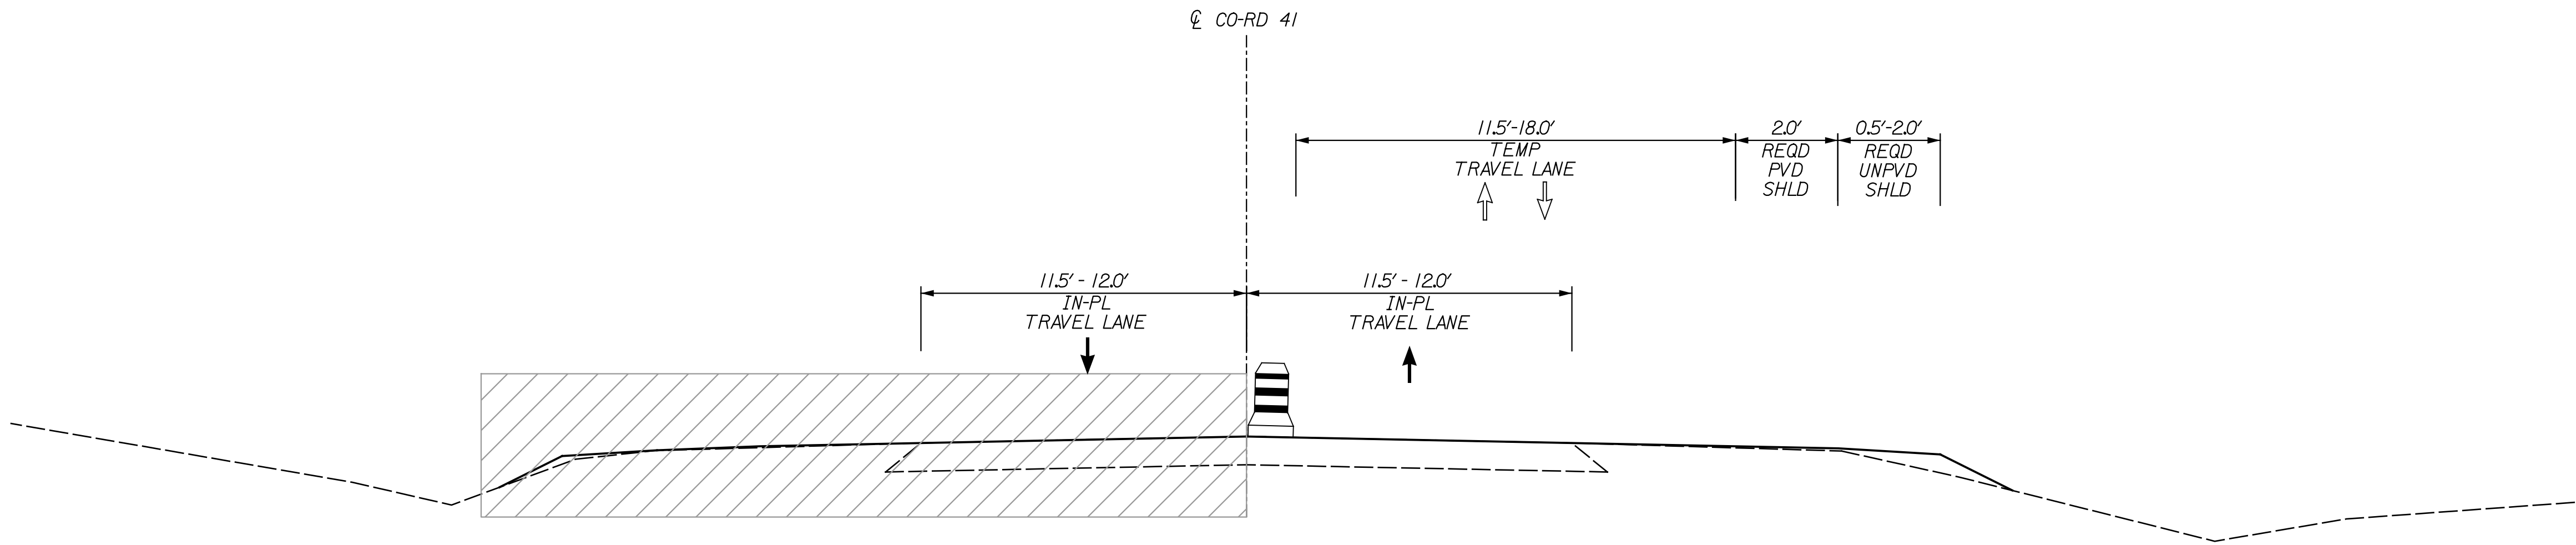 ℄ CO-RD 41
11.5'-18.0'
TEMP
TRAVEL LANE
2.0'
REQD
PVD
SHLD
0.5'-2.0'
REQD
UNPVD
SHLD
11.5' - 12.0'
IN-PL
TRAVEL LANE
11.5' - 12.0'
IN-PL
TRAVEL LANE